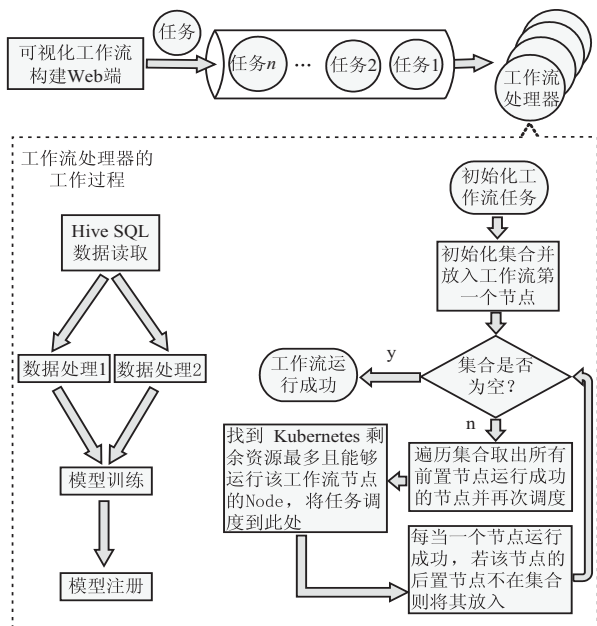 可视化工作流
构建Web端
任务
任务n
…
任务2
任务1
工作流
处理器
工作流处理器的
工作过程
Hive SQL
数据读取
数据处理1
数据处理2
模型训练
模型注册
初始化工
作流任务
初始化集合并
放入工作流第
一个节点
集合是否
为空？
y
工作流运
行成功
n
遍历集合取出所有
前置节点运行成功
的节点并再次调度
找到 Kubernetes 剩
余资源最多且能够
运行该工作流节点
的Node，将任务调
度到此处
每当一个节点运行
成功，若该节点的
后置节点不在集合
则将其放入